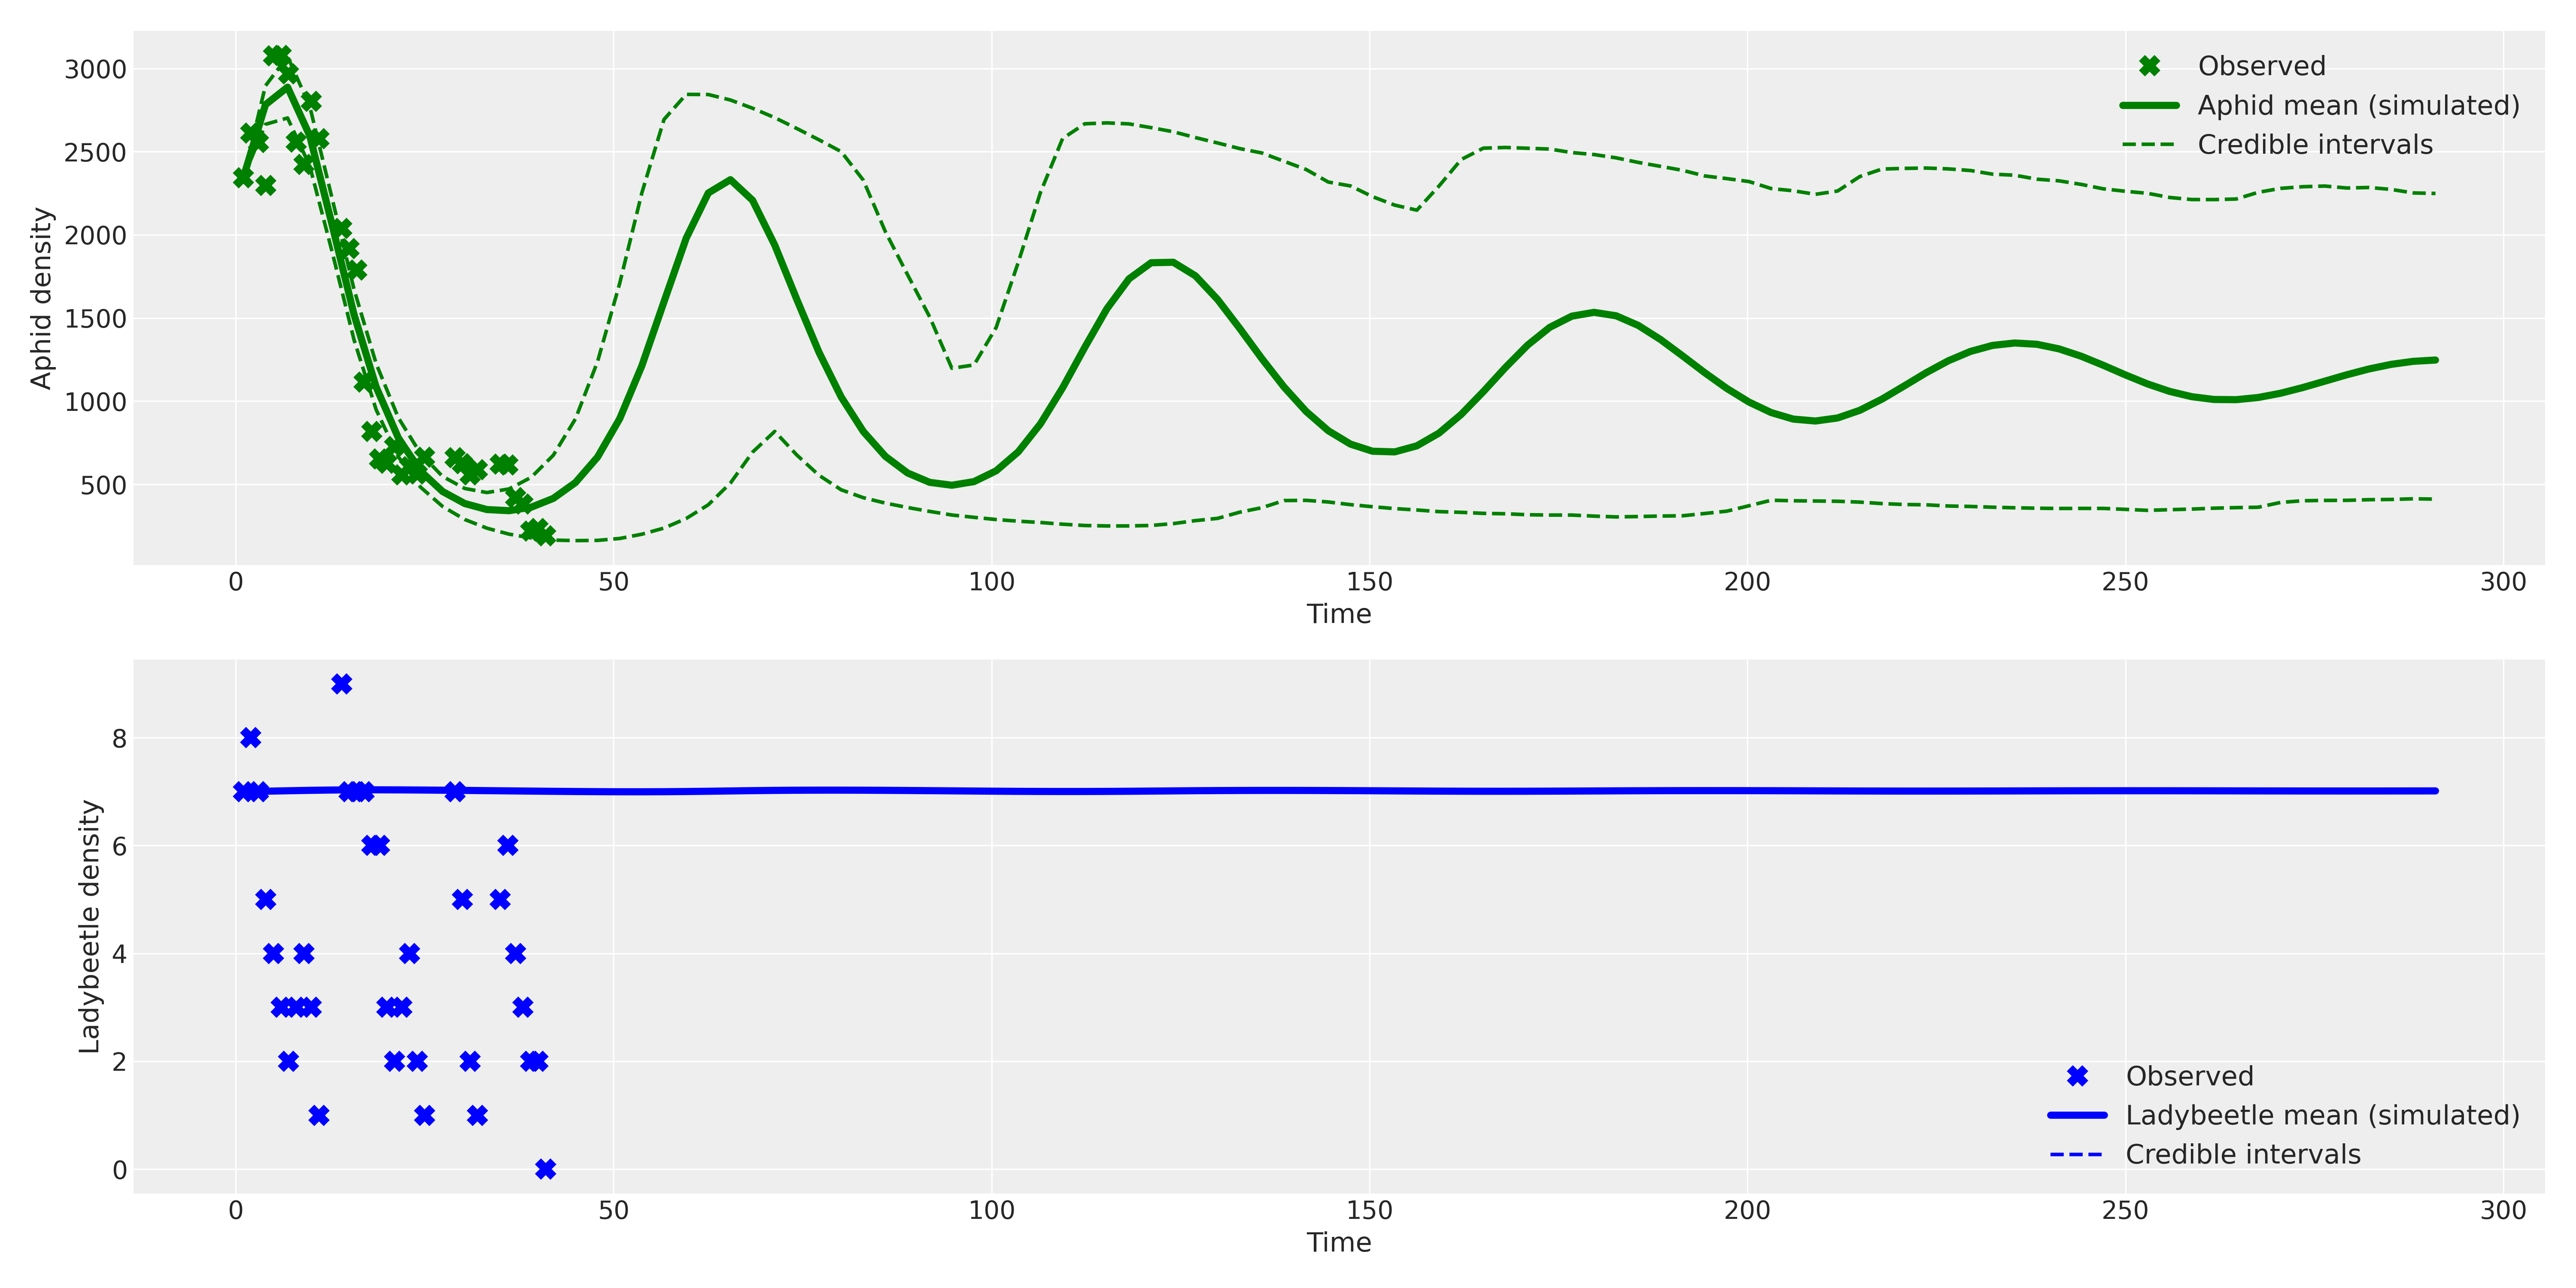 3000
2500
2000
1500
1000
500
Aphid density
Observed
Aphid mean (simulated)
Credible intervals
0 50 100 150 200 250 300
Time
8
6
4
2
0
Ladybeetle density
Observed
Ladybeetle mean (simulated)
Credible intervals
0 50 100 150 200 250 300
Time